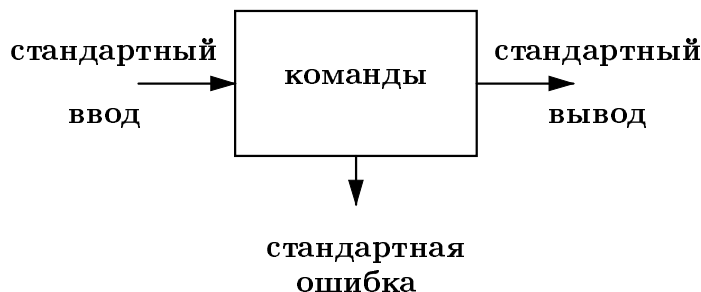 стандартный
ввод
команды
стандартный
вывод
стандартная
ошибка